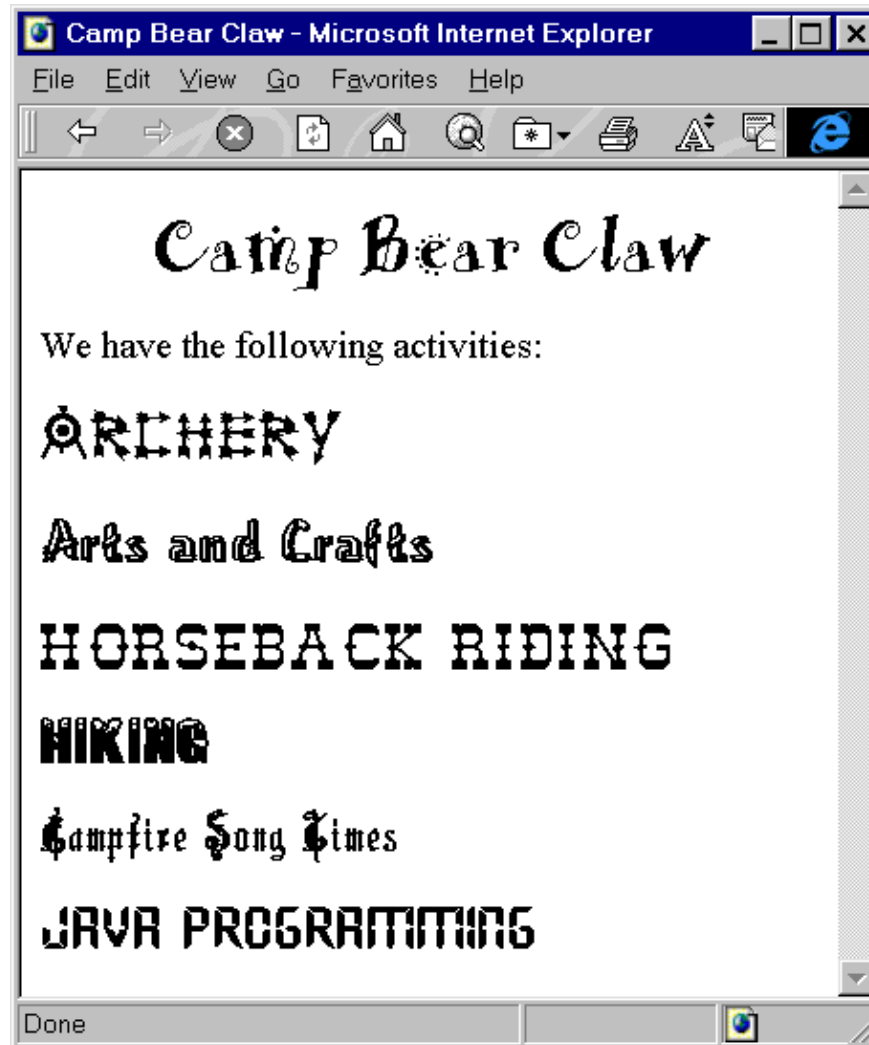 Camp Bear Claw - Microsoft Internet Explorer
File Edit View Go Favorites Help
Camp Bear Claw
We have the following activities:
ARCHERY
Arts and Crafts
HORSEBACK RIDING
HIKING
Campfire Song Times
JAVA PROGRAMMING
Done